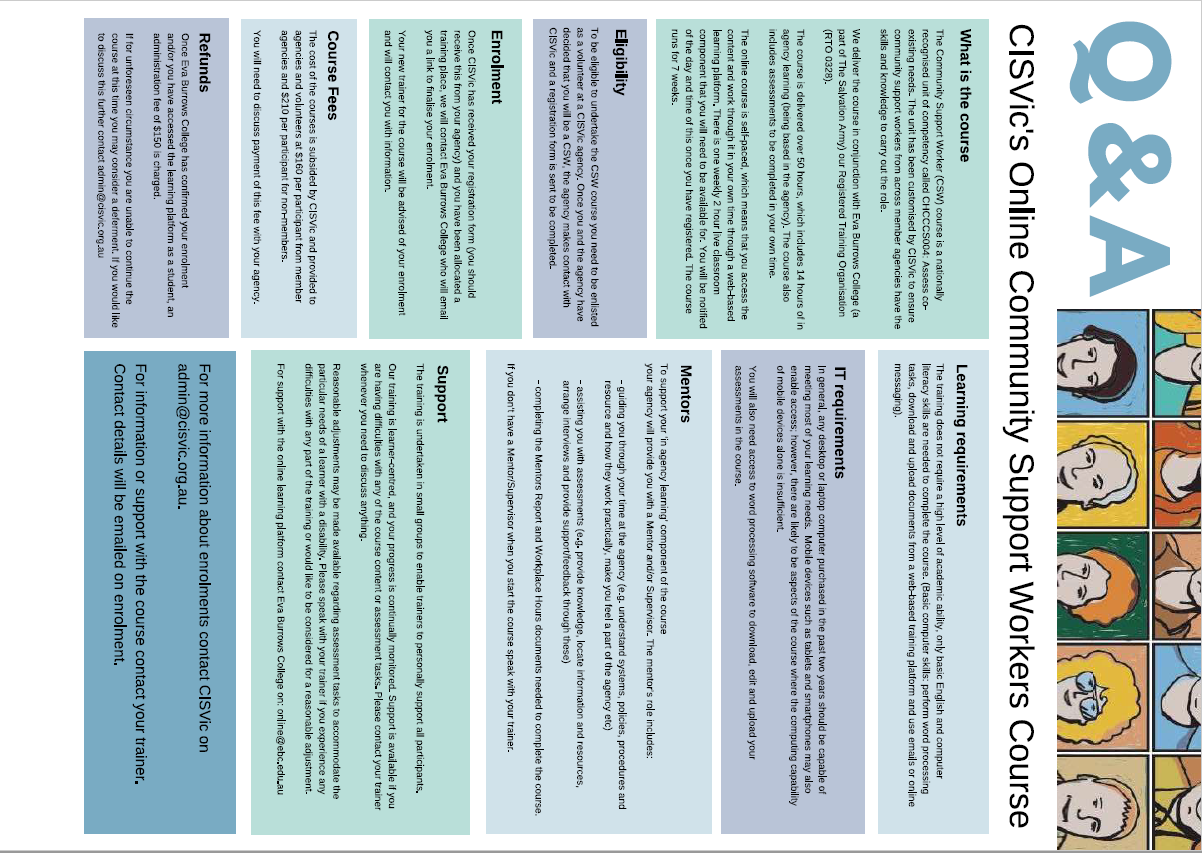 Q & A
CISVic's Online Community Support Workers Course
What is the course
The Community Support Worker (CSW) course is a nationally
recognised unit of competency called CHCCCS004: Assess co-
existing needs. The unit has been customised by CISVic to ensure
community support workers from across member agencies have the
skills and knowledge to carry out the role.
We deliver the course in conjunction with Eva Burrows College (a
part of The Salvation Army) our Registered Training Organisation
(RTO 0328).
The course is delivered over 50 hours, which includes 14 hours of in
agency learning (being based in the agency). The course also
includes assessments to be completed in your own time.
The online course is self-paced, which means that you access the
content and work through it in your own time through a web-based
learning platform, There is one weekly 2 hour live classroom
component that you will need to be available for. You will be notified
of the day and time of this once you have registered. The course
runs for 7 weeks.
Elligibility
To be eligible to undertake the CSW course you need to be enlisted
as a volunteer at a CISVic agency. Once you and the agency have
decided that you will be a CSW, the agency makes contact with
CISVic and a registration form is sent to be completed.
Enrolment
Once CISVic has received your registration form (you should
receive this from your agency) and you have been allocated a
training place, we will contact Eva Burrows College who will email
you a link to finalise your enrolment.
Your new trainer for the course will be advised of your enrolment
and will contact you with information.
Course Fees
The cost of the courses is subsided by CISVic and provided to
agencies and volunteers at $160 per participant from member
agencies and $210 per participant for non-members.
You will need to discuss payment of this fee with your agency.
Refunds
Once Eva Burrows College has confirmed your enrolment
and/or you have accessed the learning platform as a student, an
administration fee of $150 is charged.
If for unforeseen circumstance you are unable to continue the
course at this time you may consider a deferment. If you would like
to discuss this further contact admin@cisvic.org.au
Learning requirements
The training does not require a high level of academic ability, only basic English and computer
literacy skills are needed to complete the course. (Basic computer skills: perform word processing
tasks, download and upload documents from a web-based training platform and use emails or online
messaging).
IT requirements
In general, any desktop or laptop computer purchased in the past two years should be capable of
meeting most of your learning needs. Mobile devices such as tablets and smartphones may also
enable access; however, there are likely to be aspects of the course where the computing capability
of mobile devices alone is insufficient.
You will also need access to word processing software to download, edit and upload your
assessments in the course.
Mentors
To support your 'in agency learning' component of the course
your agency will provide you with a Mentor and/or Supervisor. The mentor's role includes:
- guiding you through your time at the agency (e.g. understand systems, policies, procedures and
resource and how they work practically, make you feel a part of the agency etc)
- assisting you with assessments (e.g. provide knowledge, locate information and resources,
arrange interviews and provide support/feedback through these)
- completing the Mentors Report and Workplace Hours documents needed to complete the course.
If you don't have a Mentor/Supervisor when you start the course speak with your trainer.
Support
The training is undertaken in small groups to enable trainers to personally support all participants.
Our training is learner-centred, and your progress is continually monitored. Support is available if you
are having difficulties with any of the course content or assessment tasks. Please contact your trainer
whenever you need to discuss anything.
Reasonable adjustments may be made available regarding assessment tasks to accommodate the
particular needs of a learner with a disability. Please speak with your trainer if you experience any
difficulties with any part of the training or would like to be considered for a reasonable adjustment.
For support with the online learning platform contact Eva Burrows College on: online@ebc.edu.au
For more information about enrolments contact CISVic on
admin@cisvic.org.au.
For information or support with the course contact your trainer.
Contact details will be emailed on enrolment.